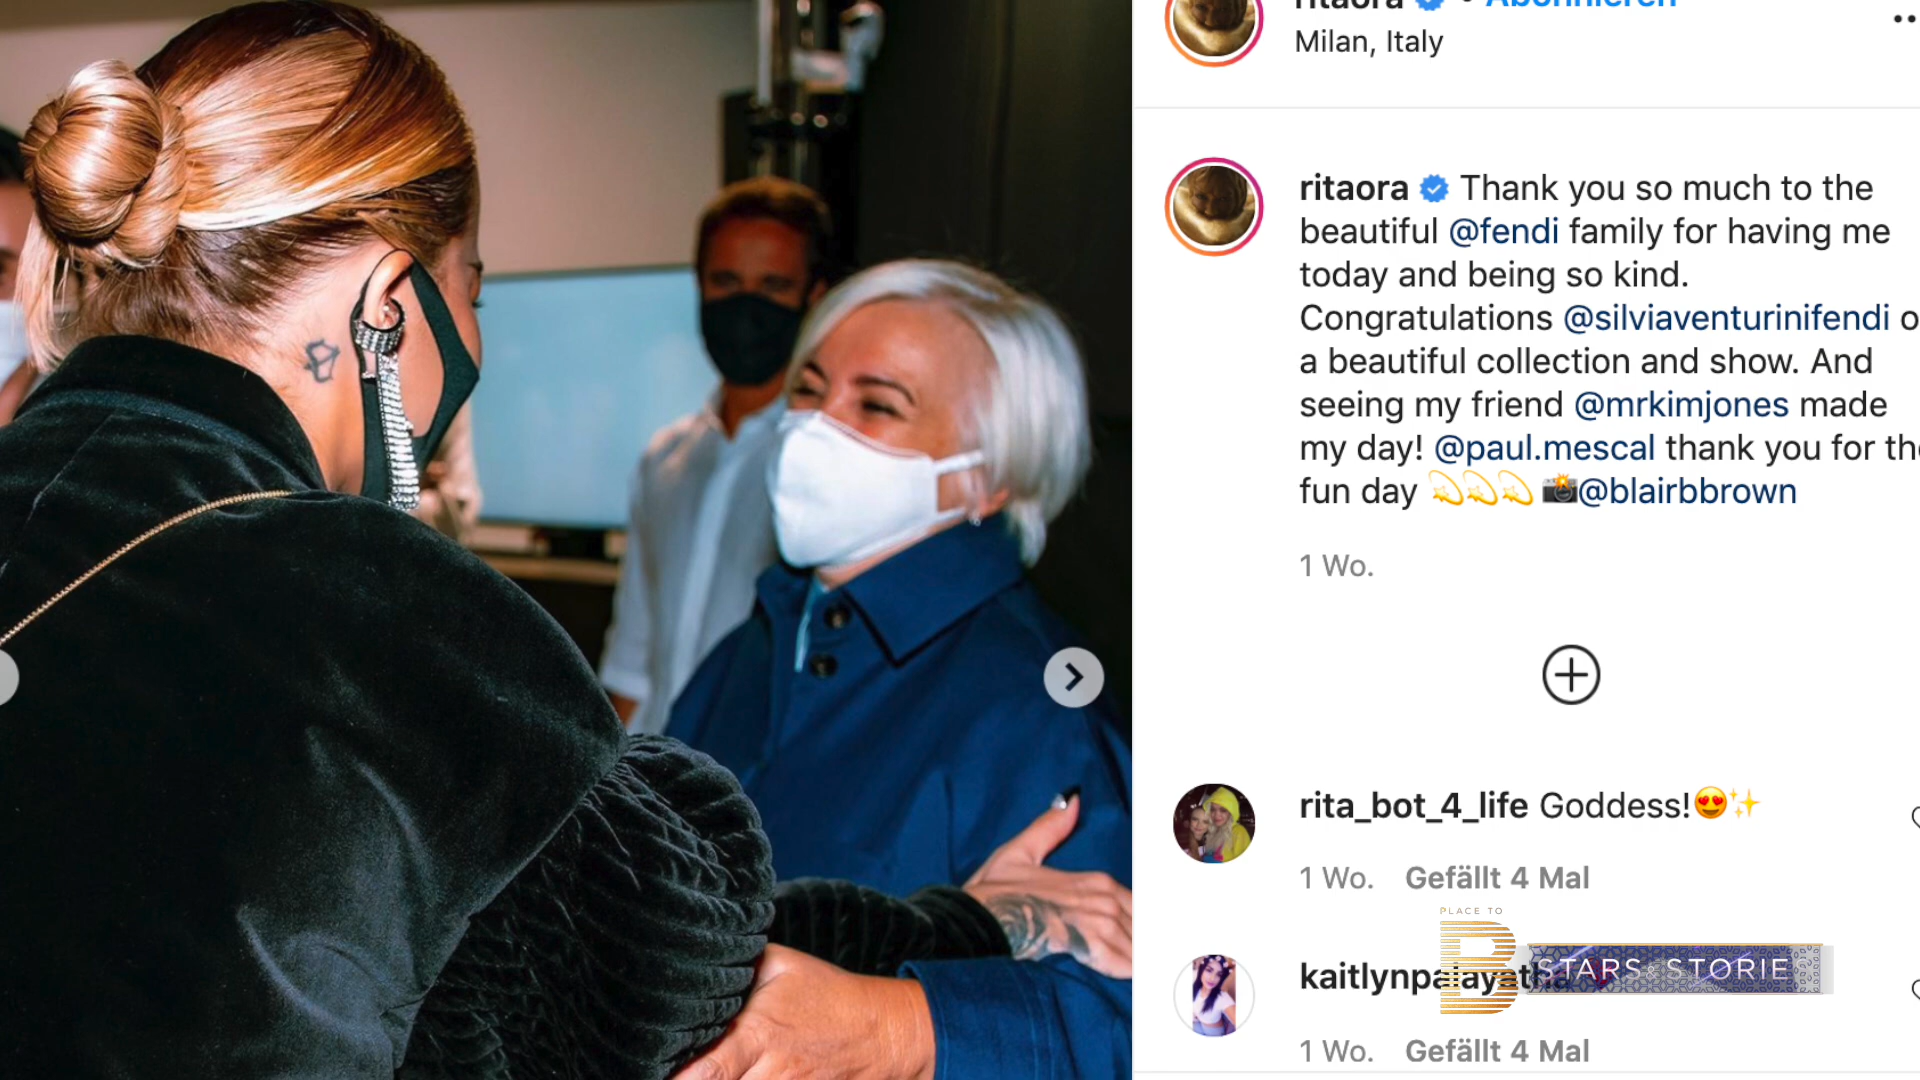 ritaora • Abonnieren
Milan, Italy
ritaora Thank you so much to the
beautiful @fendi family for having me
today and being so kind.
Congratulations @silviaventurinifendi o
a beautiful collection and show. And
seeing my friend @mrkimjones made
my day! @paul.mescal thank you for the
fun day 💫💫💫 📸@blairbbrown
1 Wo.
rita_bot_4_life Goddess!😍✨
1 Wo. Gefällt 4 Mal
PLACE TO
B
STARS & STORIE
1 Wo. Gefällt 4 Mal